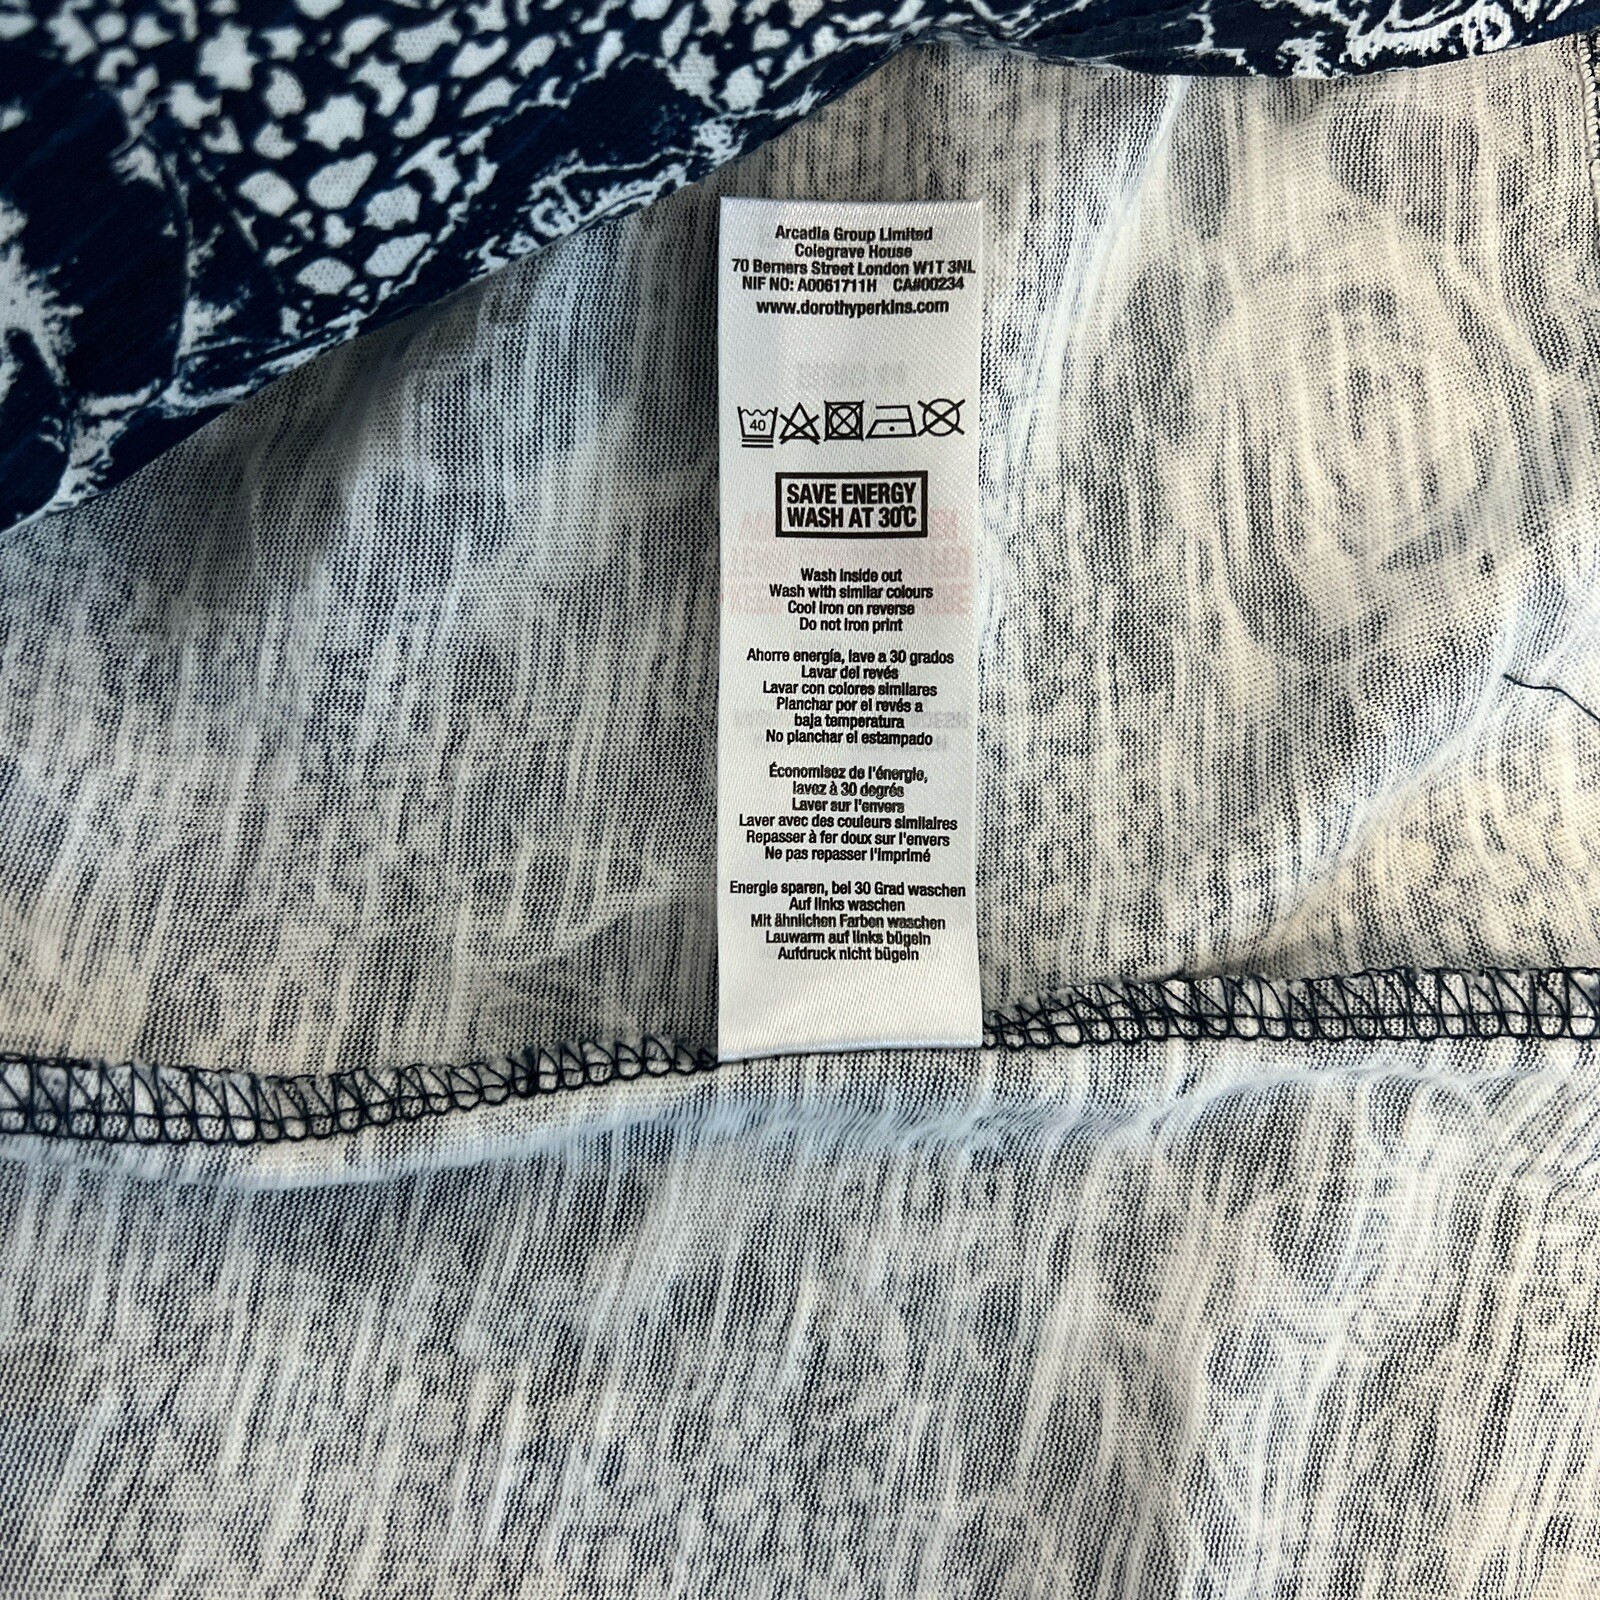 Arcadia Group Limited
Colegrave House
70 Berners Street London W1T 3NL
NIF NO: A0061711H CA#00234
www.dorothyperkins.com
40
SAVE ENERGY
WASH AT 30°C
Wash inside out
Wash with similar colours
Cool iron on reverse
Do not iron print
Ahorre energía, lave a 30 grados
Lavar del revés
Lavar con colores similares
Planchar por el revés a
baja temperatura
No planchar el estampado
Économisez de l'énergie,
lavez à 30 degrés
Laver sur l'envers
Laver avec des couleurs similaires
Repasser à fer doux sur l'envers
Ne pas repasser l'imprimé
Energie sparen, bei 30 Grad waschen
Auf links waschen
Mit ähnlichen Farben waschen
Lauwarm auf links bügeln
Aufdruck nicht bügeln